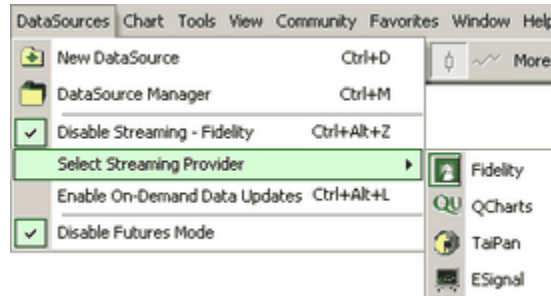 DataSources Chart Tools View Community Favorites Window Help
New DataSource Ctrl+D
More
DataSource Manager Ctrl+M
Disable Streaming - Fidelity Ctrl+Alt+Z
Select Streaming Provider
Fidelity
Enable On-Demand Data Updates Ctrl+Alt+L
QU QCharts
Disable Futures Mode
TaiPan
ESignal